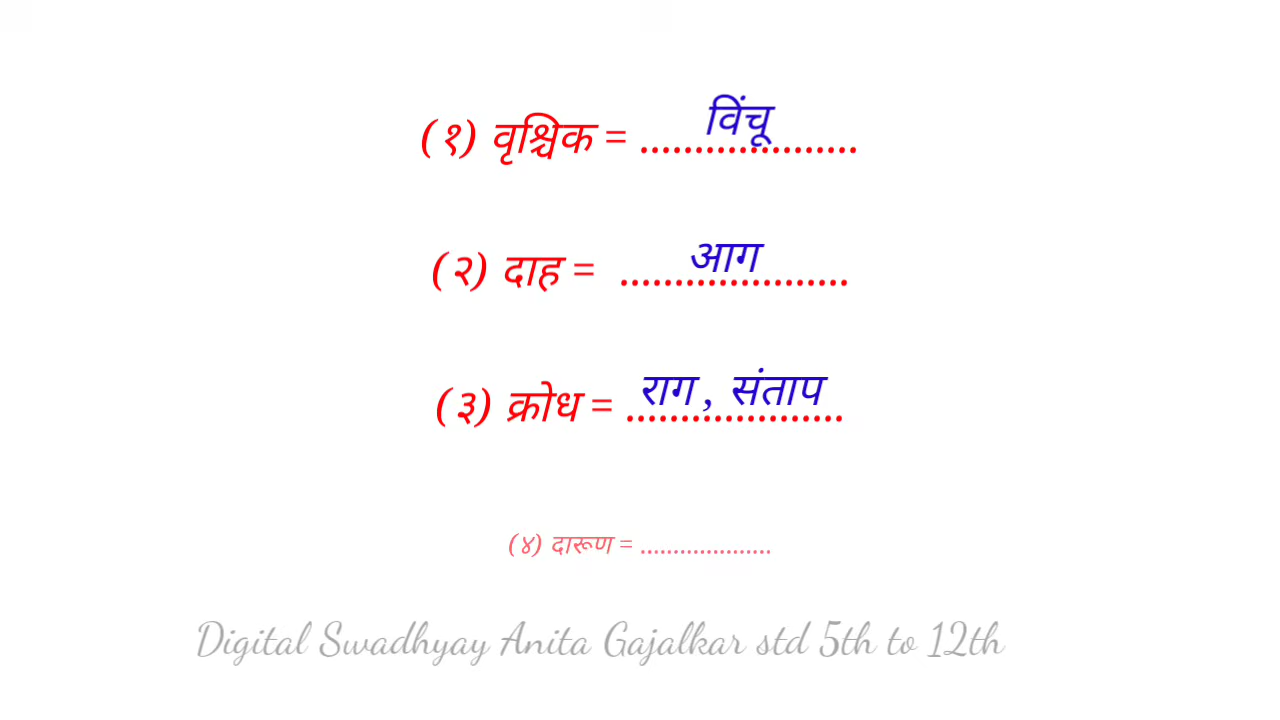 (१) वृश्चिक = विंचू ....................
(२) दाह = आग .....................
(३) क्रोध = राग , संताप ....................
(४) दारूण = ....................
Digital Swadhyay Anita Gajalkar std 5th to 12th